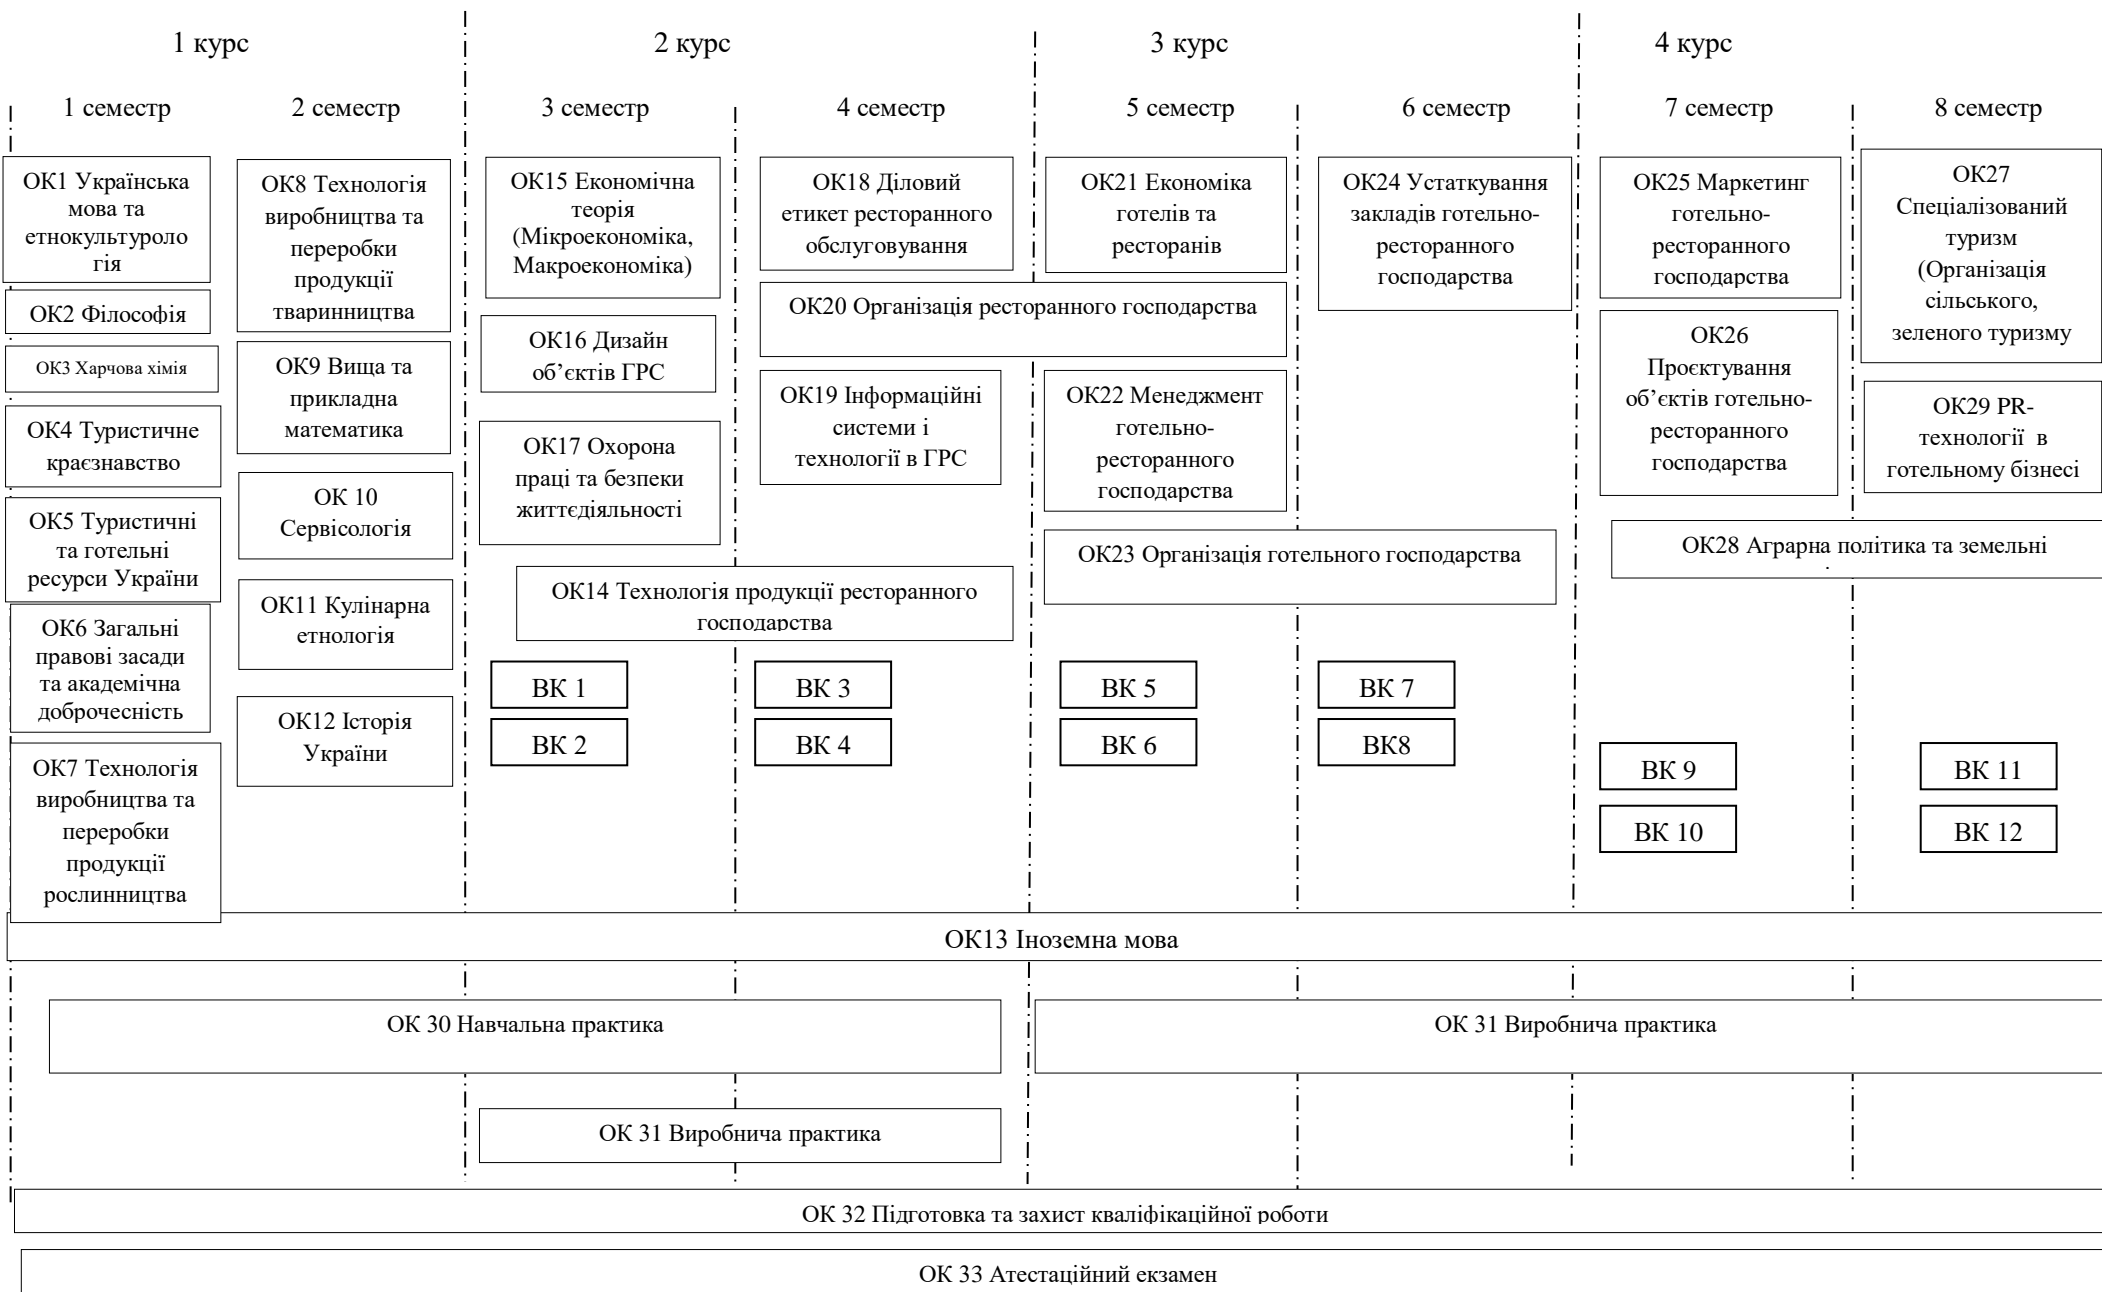 1 курс
2 курс
3 курс
4 курс
1 семестр
2 семестр
3 семестр
4 семестр
5 семестр
6 семестр
7 семестр
8 семестр
ОК1 Українська
мова та
етнокультуроло
гія
ОК2 Філософія
ОК3 Харчова хімія
ОК4 Туристичне
краєзнавство
ОК5 Туристичні
та готельні
ресурси України
ОК6 Загальні
правові засади
та академічна
доброчесність
ОК7 Технологія
виробництва та
переробки
продукції
рослинництва
ОК8 Технологія
виробництва та
переробки
продукції
тваринництва
ОК9 Вища та
прикладна
математика
ОК 10
Сервісологія
ОК11 Кулінарна
етнологія
ОК12 Історія
України
ОК15 Економічна
теорія
(Мікроекономіка,
Макроекономіка)
ОК16 Дизайн
об’єктів ГРС
ОК17 Охорона
праці та безпеки
життєдіяльності
ОК14 Технологія продукції ресторанного
господарства
ВК 1
ВК 2
ОК18 Діловий
етикет ресторанного
обслуговування
ОК20 Організація ресторанного господарства
ОК19 Інформаційні
системи і
технології в ГРС
ВК 3
ВК 4
ОК21 Економіка
готелів та
ресторанів
ОК22 Менеджмент
готельно-
ресторанного
господарства
ОК23 Організація готельного господарства
ВК 5
ВК 6
ОК24 Устаткування
закладів готельно-
ресторанного
господарства
ВК 7
ВК8
ОК25 Маркетинг
готельно-
ресторанного
господарства
ОК26
Проєктування
об’єктів готельно-
ресторанного
господарства
ОК28 Аграрна політика та земельні
ВК 9
ВК 10
ОК27
Спеціалізований
туризм
(Організація
сільського,
зеленого туризму
ОК29 PR-
технології в
готельному бізнесі
ВК 11
ВК 12
ОК13 Іноземна мова
ОК 30 Навчальна практика
ОК 31 Виробнича практика
ОК 31 Виробнича практика
ОК 32 Підготовка та захист кваліфікаційної роботи
ОК 33 Атестаційний екзамен